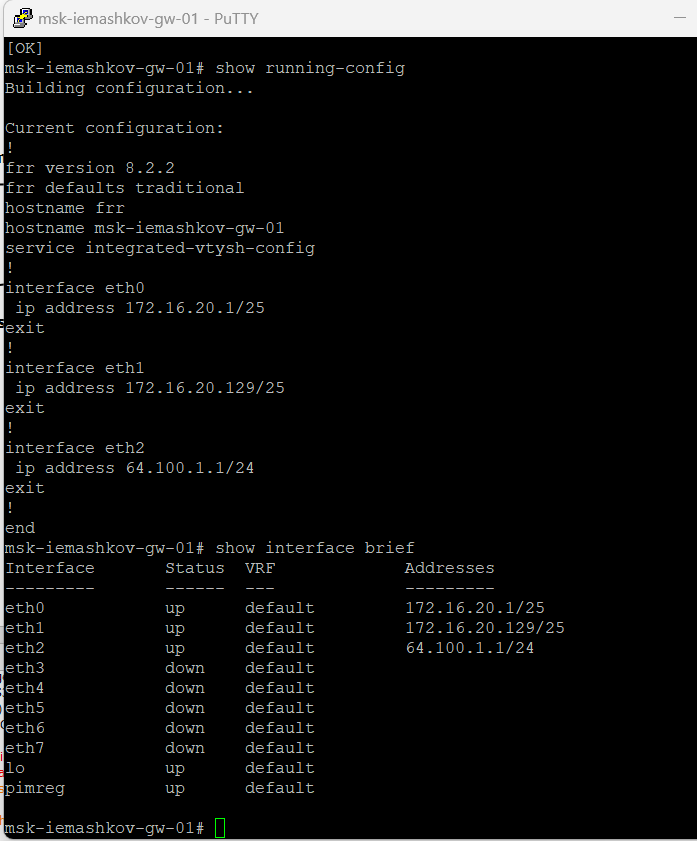 msk-iemashkov-gw-01 - PuTTY
[OK]
msk-iemashkov-gw-01# show running-config
Building configuration...
Current configuration:
!
frr version 8.2.2
frr defaults traditional
hostname frr
hostname msk-iemashkov-gw-01
service integrated-vtysh-config
!
interface eth0
 ip address 172.16.20.1/25
exit
!
interface eth1
 ip address 172.16.20.129/25
exit
!
interface eth2
 ip address 64.100.1.1/24
exit
!
end
msk-iemashkov-gw-01# show interface brief
Interface       Status  VRF             Addresses
---------       ------  ---             ---------
eth0            up      default         172.16.20.1/25
eth1            up      default         172.16.20.129/25
eth2            up      default         64.100.1.1/24
eth3            down    default
eth4            down    default
eth5            down    default
eth6            down    default
eth7            down    default
lo              up      default
pimreg          up      default
msk-iemashkov-gw-01#